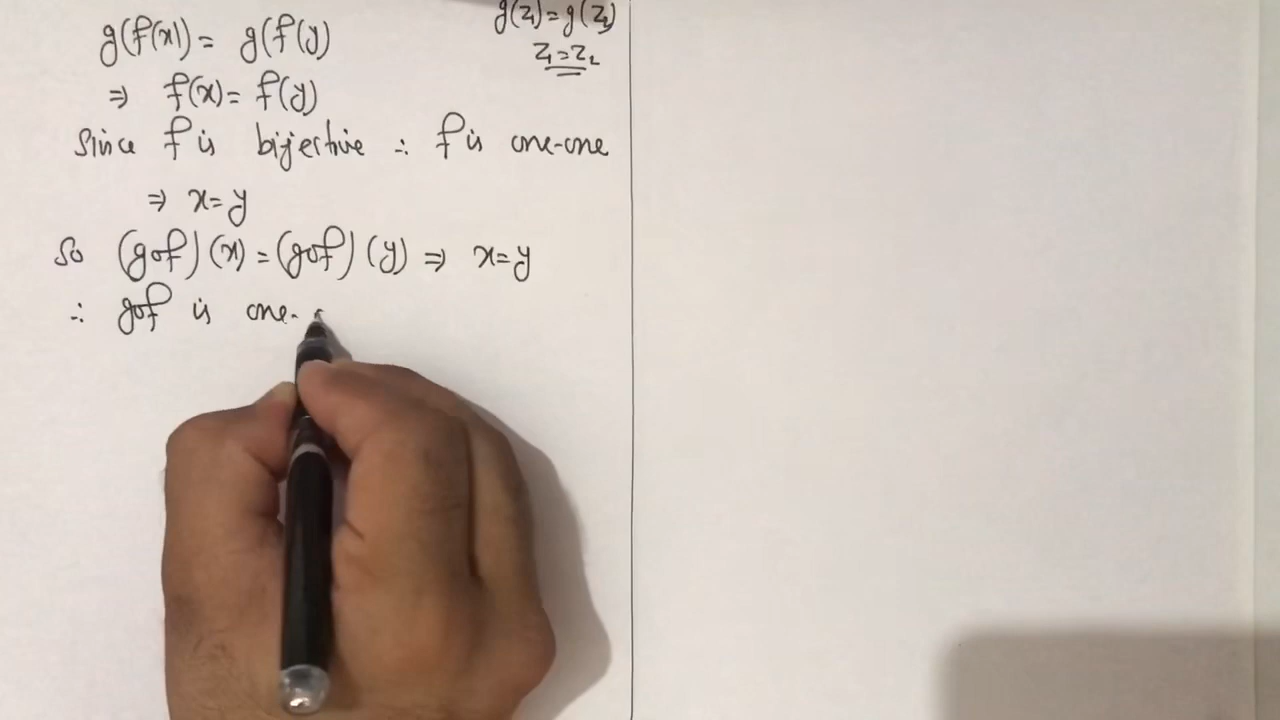 g(f(x)) = g(f(y)
⇒ f(x) = f(y)
Since f is bijective ∴ f is one-one
⇒ x = y
So (gof)(x) = (gof)(y) ⇒ x = y
∴ gof is one-
g(z₁) = g(z₂)
z₁ = z₂